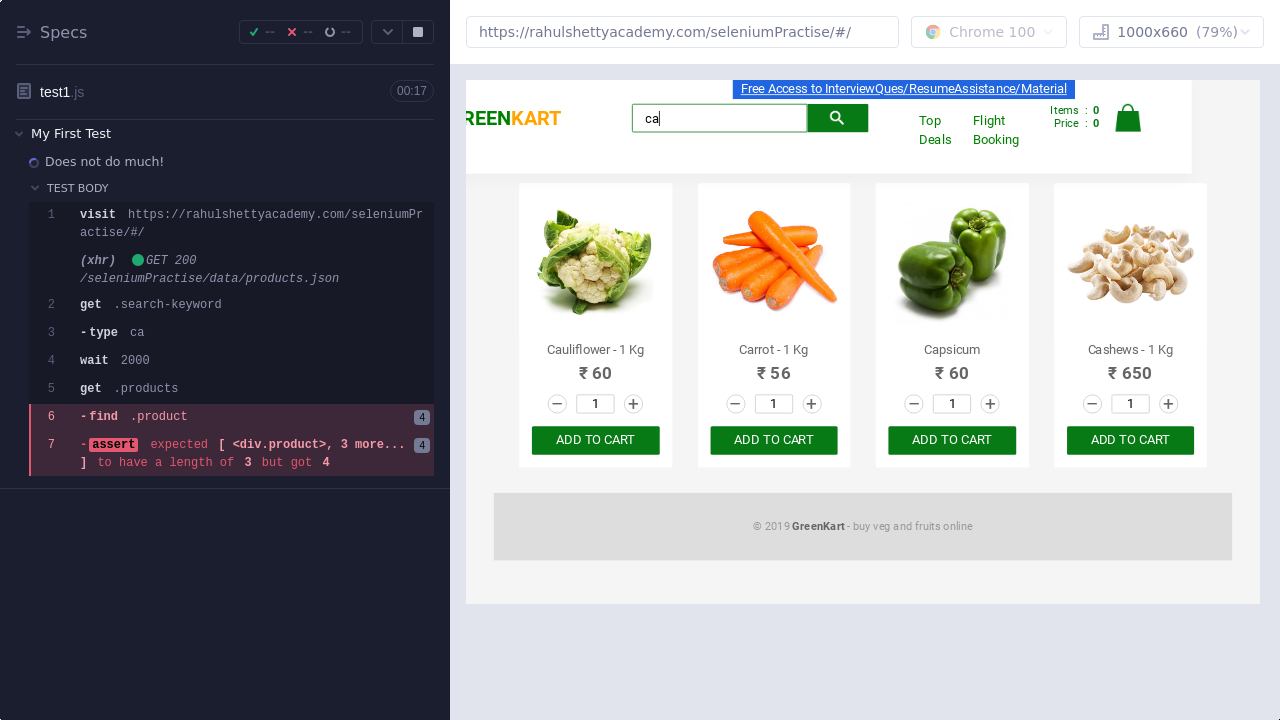 Specs
-- -- --
test1.js
00:17
My First Test
Does not do much!
TEST BODY
1 visit https://rahulshettyacademy.com/seleniumPr
actise/#/
(xhr) GET 200
/seleniumPractise/data/products.json
2 get .search-keyword
3 -type ca
4 wait 2000
5 get .products
6 -find .product 4
7 -assert expected [ <div.product>, 3 more... 4
] to have a length of 3 but got 4
https://rahulshettyacademy.com/seleniumPractise/#/
Chrome 100
1000x660 (79%)
Free Access to InterviewQues/ResumeAssistance/Material
REENKART
ca
Top
Deals
Flight
Booking
Items : 0
Price : 0
Cauliflower - 1 Kg
₹ 60
− 1 +
ADD TO CART
Carrot - 1 Kg
₹ 56
− 1 +
ADD TO CART
Capsicum
₹ 60
− 1 +
ADD TO CART
Cashews - 1 Kg
₹ 650
− 1 +
ADD TO CART
© 2019 GreenKart - buy veg and fruits online